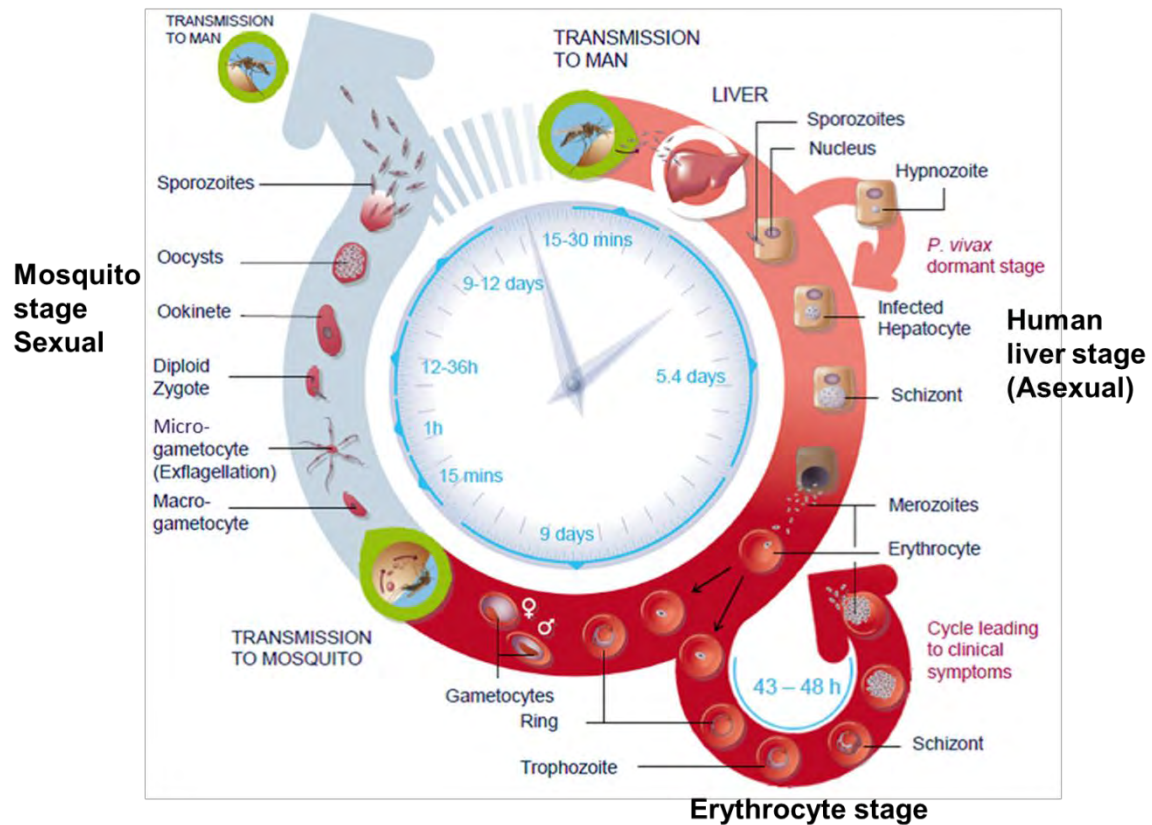 TRANSMISSION
TO MAN
TRANSMISSION
TO MAN
LIVER
Sporozoites
Nucleus
Hypnozoite
P. vivax
dormant stage
Infected
Hepatocyte
Human
liver stage
(Asexual)
Schizont
Merozoites
Erythrocyte
Cycle leading
to clinical
symptoms
43 – 48 h
Schizont
Erythrocyte stage
Trophozoite
Ring
Gametocytes
♀
♂
TRANSMISSION
TO MOSQUITO
Macro-
gametocyte
Micro-
gametocyte
(Exflagellation)
Diploid
Zygote
Ookinete
Oocysts
Sporozoites
Mosquito
stage
Sexual
15-30 mins
5.4 days
9 days
15 mins
1h
12-36h
9-12 days